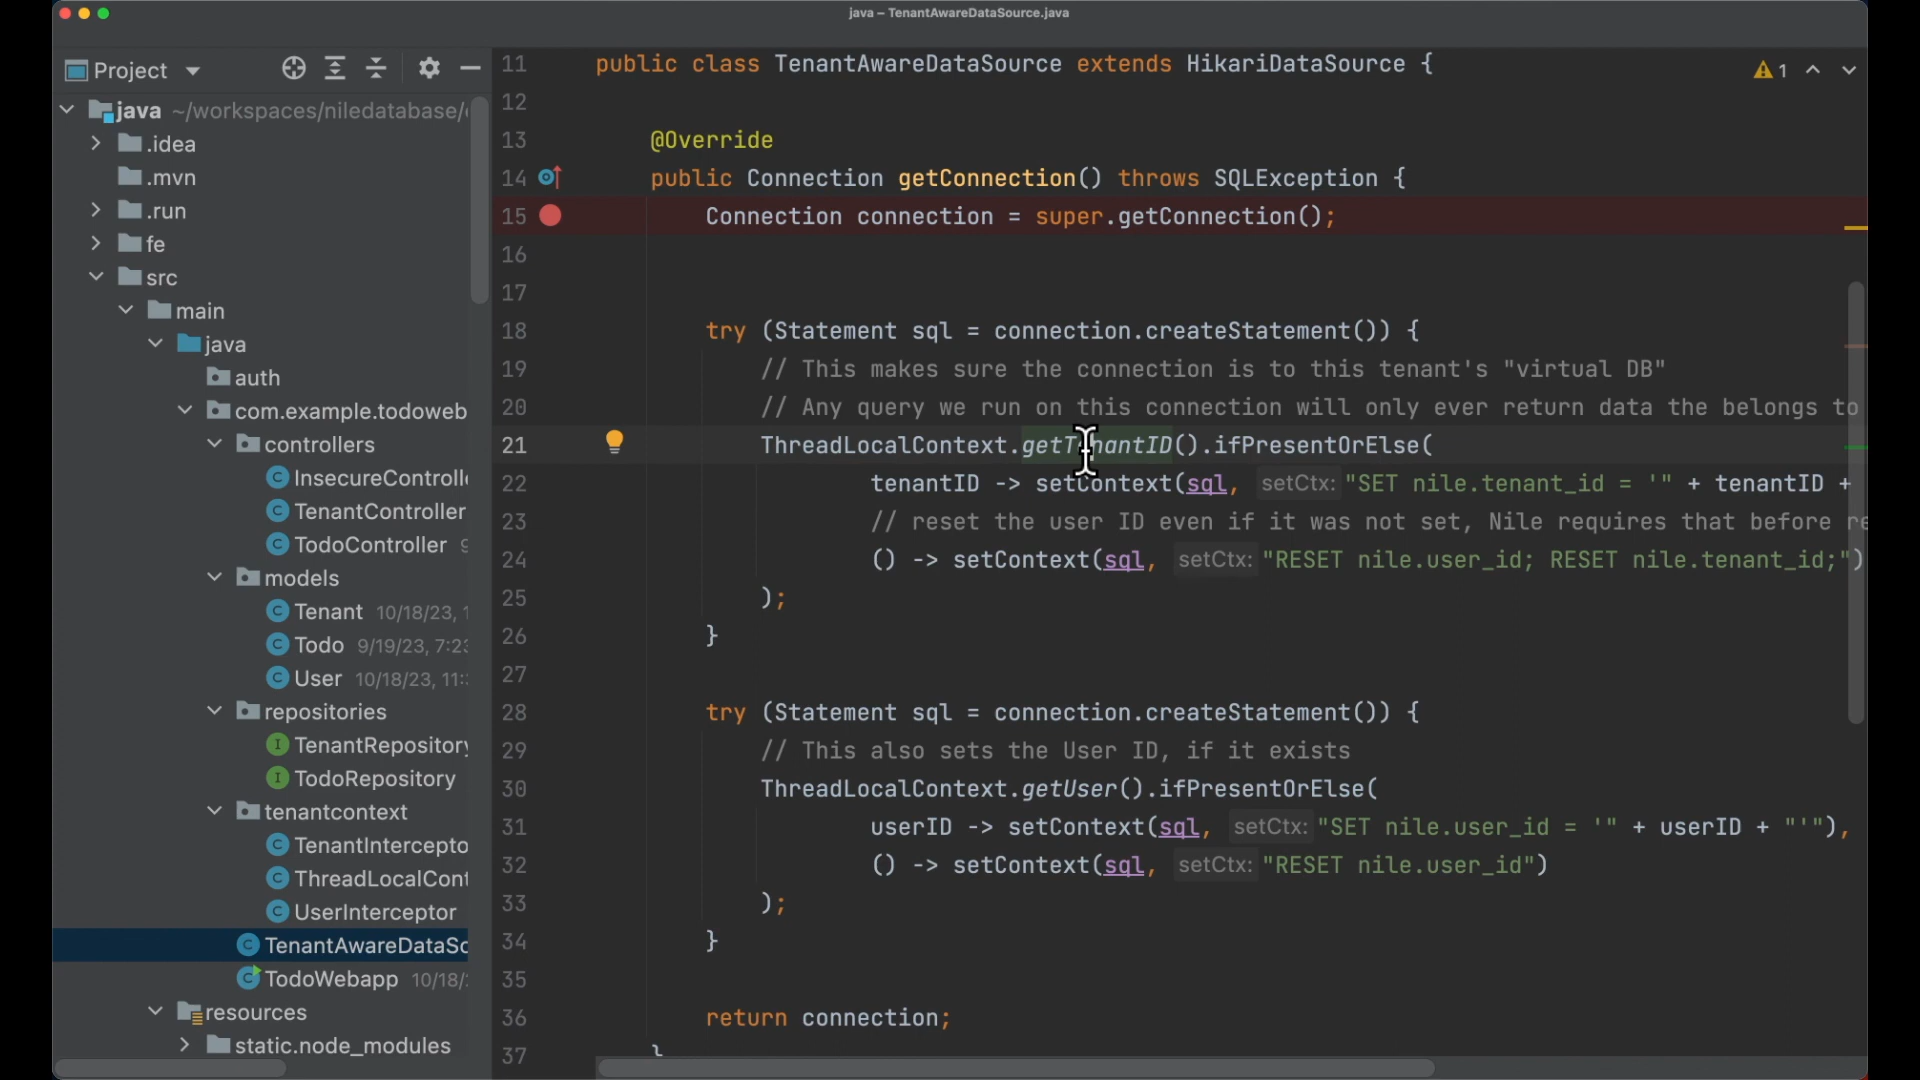 java – TenantAwareDataSource.java
Project
java ~/workspaces/niledatabase/
.idea
.mvn
.run
fe
src
main
java
auth
com.example.todoweb
controllers
InsecureControlle
TenantController
TodoController 9
models
Tenant 10/18/23, 1
Todo 9/19/23, 7:23
User 10/18/23, 11:
repositories
TenantRepository
TodoRepository
tenantcontext
TenantIntercepto
ThreadLocalCont
UserInterceptor
TenantAwareDataSo
TodoWebapp 10/18/
resources
static.node_modules
1
11 public class TenantAwareDataSource extends HikariDataSource {
12
13 @Override
14 public Connection getConnection() throws SQLException {
15 Connection connection = super.getConnection();
16
17
18 try (Statement sql = connection.createStatement()) {
19 // This makes sure the connection is to this tenant's "virtual DB"
20 // Any query we run on this connection will only ever return data the belongs to
21 ThreadLocalContext.getTenantID().ifPresentOrElse(
22 tenantID -> setContext(sql, setCtx: "SET nile.tenant_id = '" + tenantID +
23 // reset the user ID even if it was not set, Nile requires that before re
24 () -> setContext(sql, setCtx: "RESET nile.user_id; RESET nile.tenant_id;")
25 );
26 }
27
28 try (Statement sql = connection.createStatement()) {
29 // This also sets the User ID, if it exists
30 ThreadLocalContext.getUser().ifPresentOrElse(
31 userID -> setContext(sql, setCtx: "SET nile.user_id = '" + userID + "'"),
32 () -> setContext(sql, setCtx: "RESET nile.user_id")
33 );
34 }
35
36 return connection;
37 }